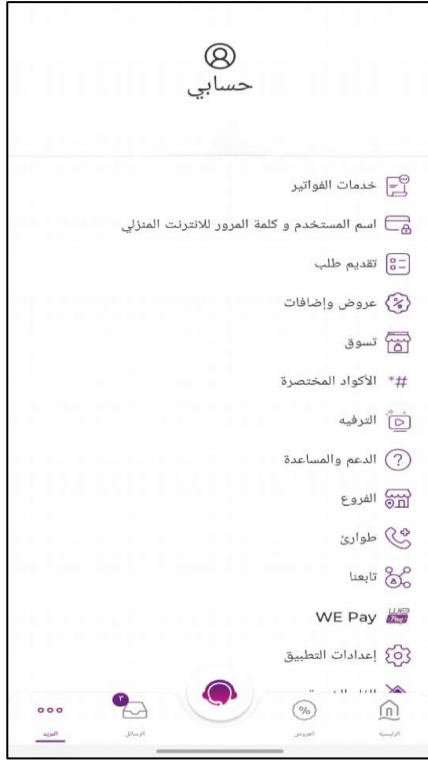 حسابي
خدمات الفواتير
اسم المستخدم و كلمة المرور للانترنت المنزلي
تقديم طلب
عروض وإضافات
تسوق
*# الأكواد المختصرة
الترفيه
الدعم والمساعدة
الفروع
طوارئ
تابعنا
WE Pay
إعدادات التطبيق
٣
الرئيسية
العروض
الرسائل
المزيد